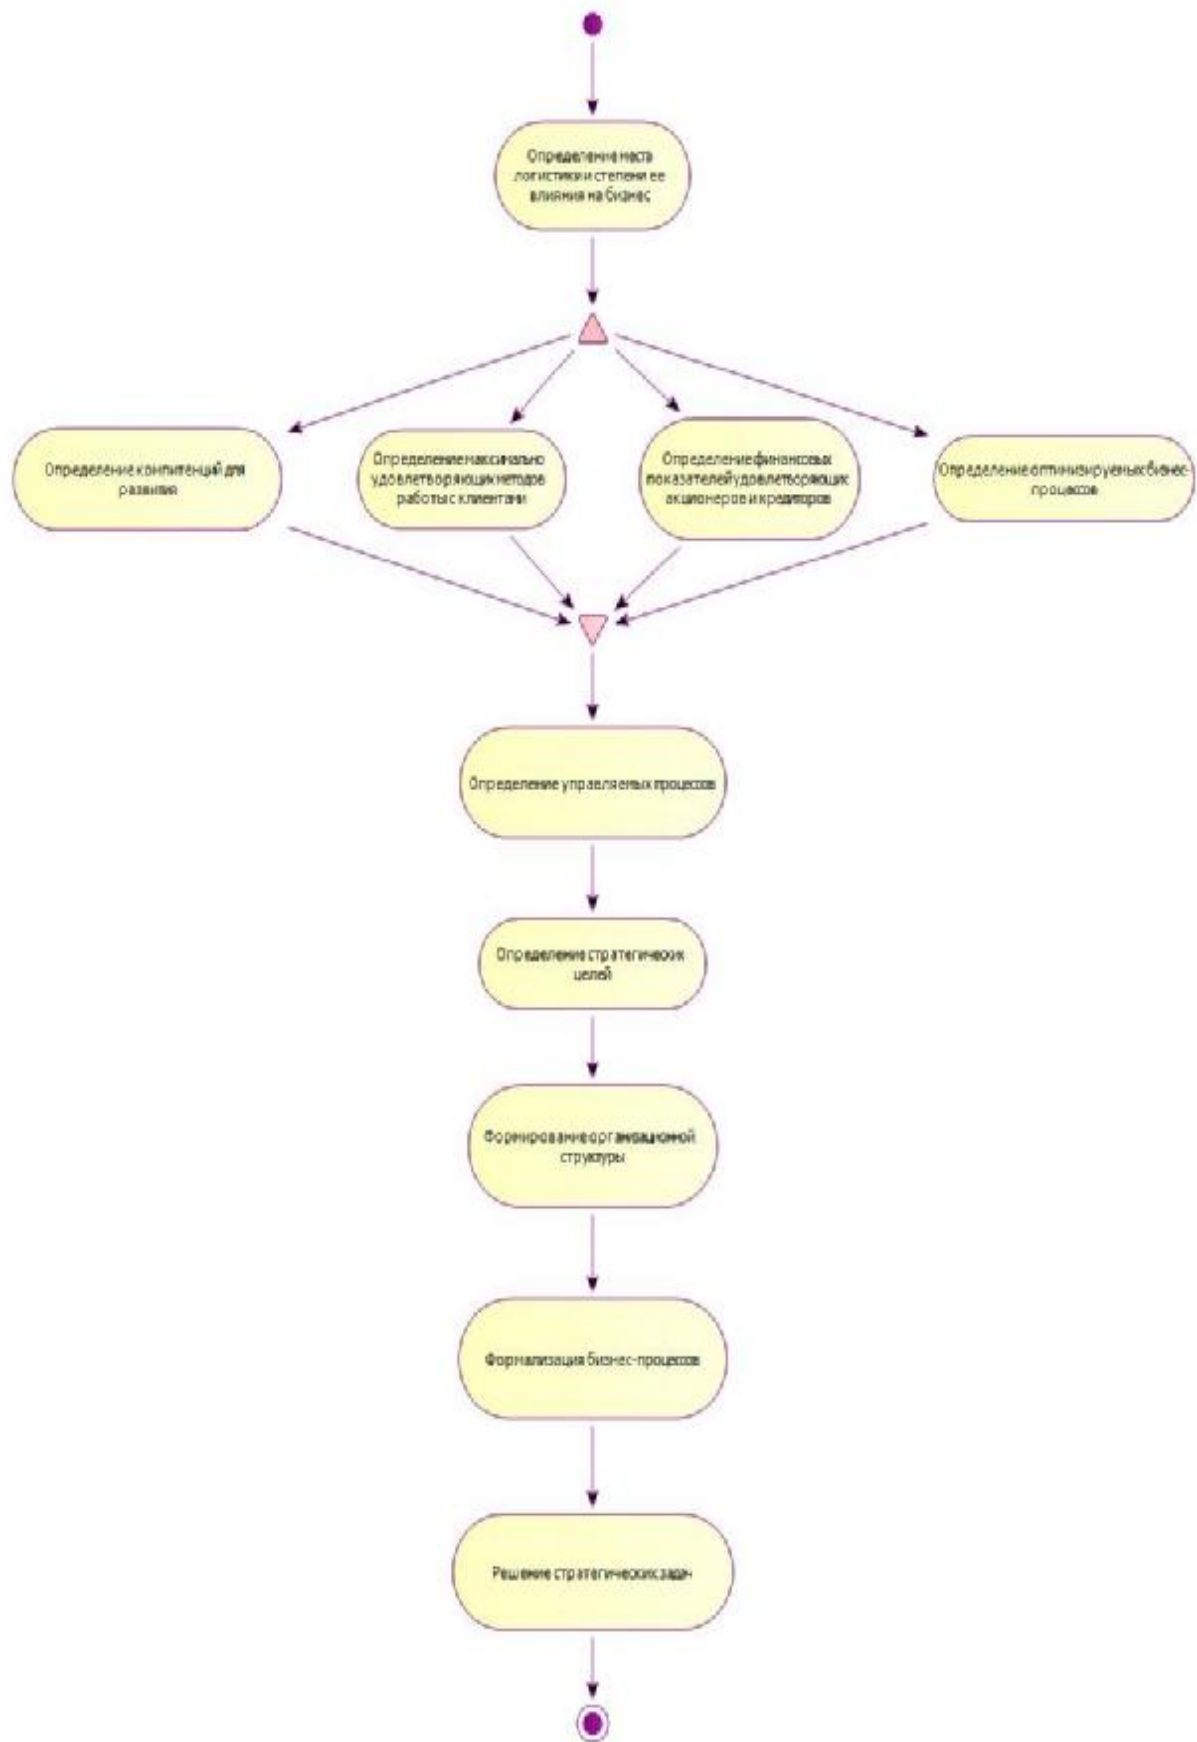 Определение места
логистики и степени ее
влияния на бизнес
Определение компитенций для
развития
Определение максимально
удовлетворяющих методов
работы с клиентами
Определение финансовых
показателей удовлетворяющих
акционеров и кредиторов
Определение оптимизируемых бизнес-
процессов
Определение управляемых процессов
Определение стратегических
целей
Формирование организационной
структуры
Формализация бизнес-процессов
Решение стратегических задач